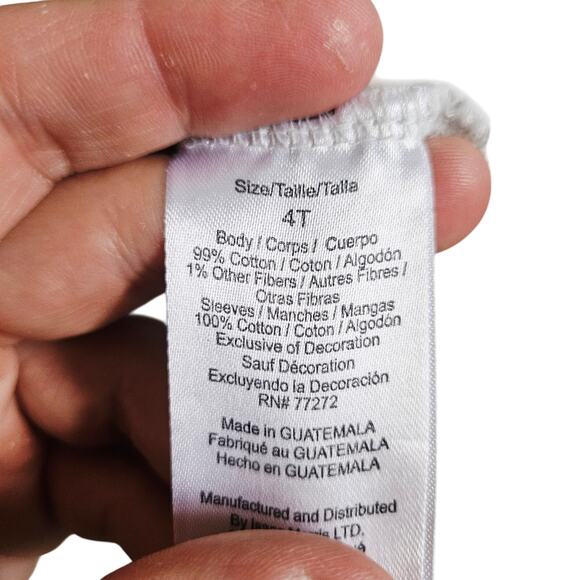 Size/Taille/Talla
4T
Body / Corps / Cuerpo
99% Cotton / Coton / Algodón
1% Other Fibers / Autres Fibres /
Otras Fibras
Sleeves / Manches / Mangas
100% Cotton / Coton / Algodón
Exclusive of Decoration
Sauf Décoration
Excluyendo la Decoración
RN# 77272
Made in GUATEMALA
Fabriqué au GUATEMALA
Hecho en GUATEMALA
Manufactured and Distributed
By LTD.